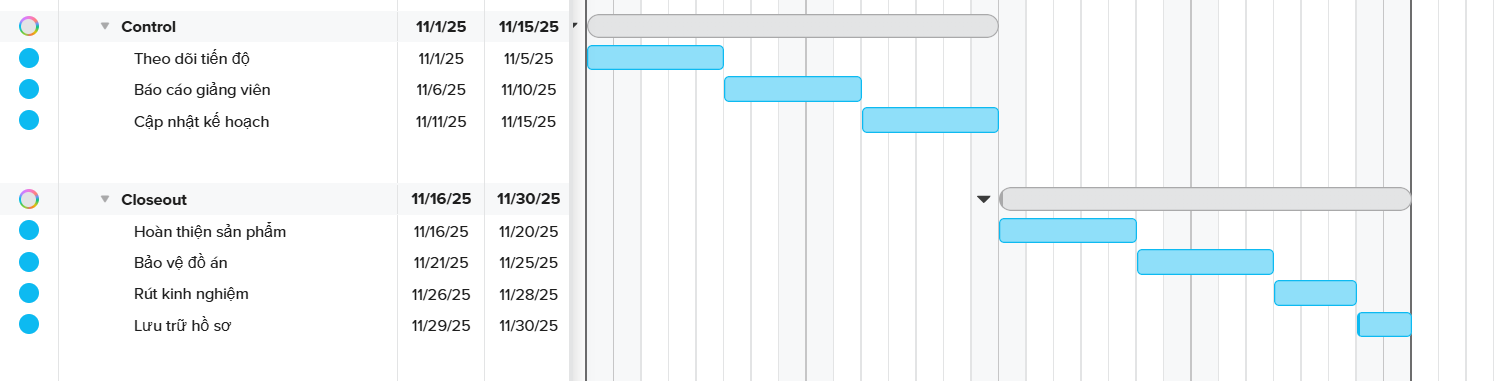 Control 11/1/25 11/15/25
Theo dõi tiến độ 11/1/25 11/5/25
Báo cáo giảng viên 11/6/25 11/10/25
Cập nhật kế hoạch 11/11/25 11/15/25
Closeout 11/16/25 11/30/25
Hoàn thiện sản phẩm 11/16/25 11/20/25
Bảo vệ đồ án 11/21/25 11/25/25
Rút kinh nghiệm 11/26/25 11/28/25
Lưu trữ hồ sơ 11/29/25 11/30/25